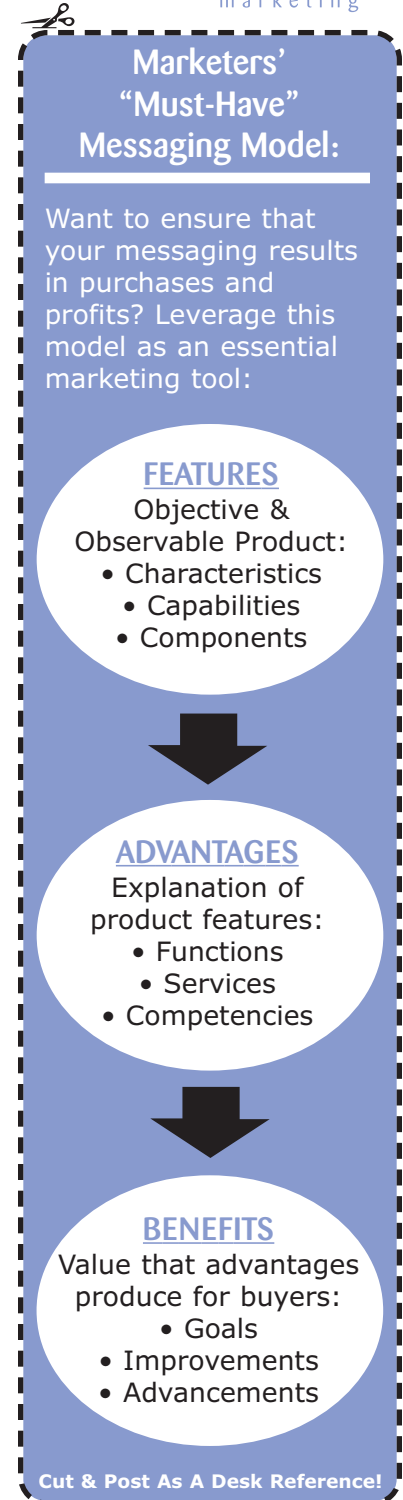 marketing
Marketers’
“Must-Have”
Messaging Model:
Want to ensure that
your messaging results
in purchases and
profits? Leverage this
model as an essential
marketing tool:
FEATURES
Objective &
Observable Product:
• Characteristics
• Capabilities
• Components
ADVANTAGES
Explanation of
product features:
• Functions
• Services
• Competencies
BENEFITS
Value that advantages
produce for buyers:
• Goals
• Improvements
• Advancements
Cut & Post As A Desk Reference!